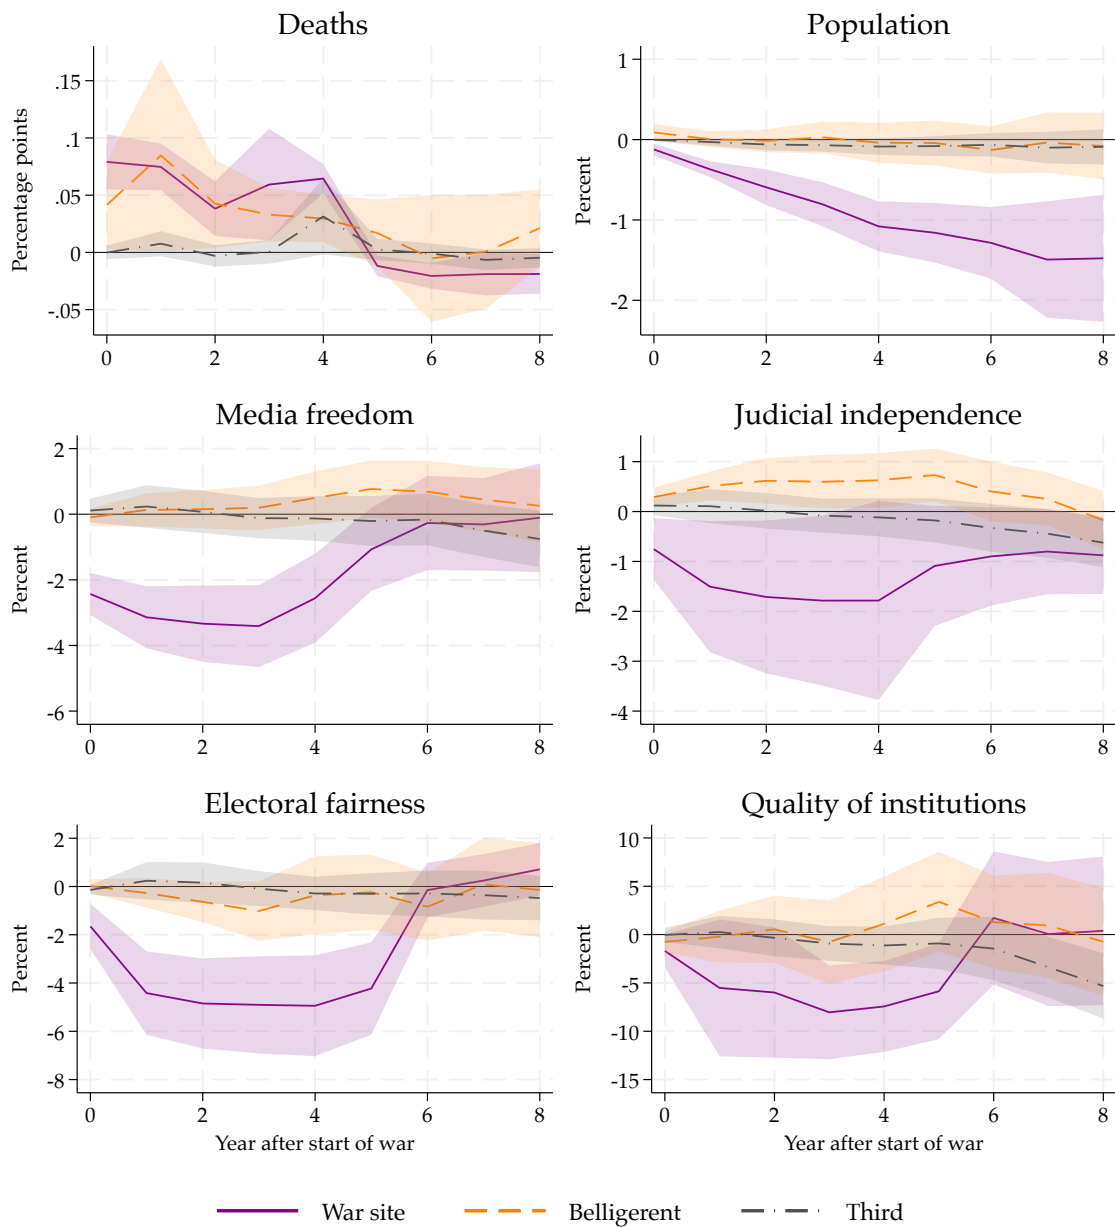 Deaths
Percentage points
.15
.1
.05
0
-.05
0 2 4 6 8
Population
Percent
1
0
-1
-2
0 2 4 6 8
Media freedom
Percent
2
0
-2
-4
-6
0 2 4 6 8
Judicial independence
Percent
1
0
-1
-2
-3
-4
0 2 4 6 8
Electoral fairness
Percent
2
0
-2
-4
-6
-8
0 2 4 6 8
Year after start of war
Quality of institutions
Percent
10
5
0
-5
-10
-15
0 2 4 6 8
Year after start of war
War site Belligerent Third